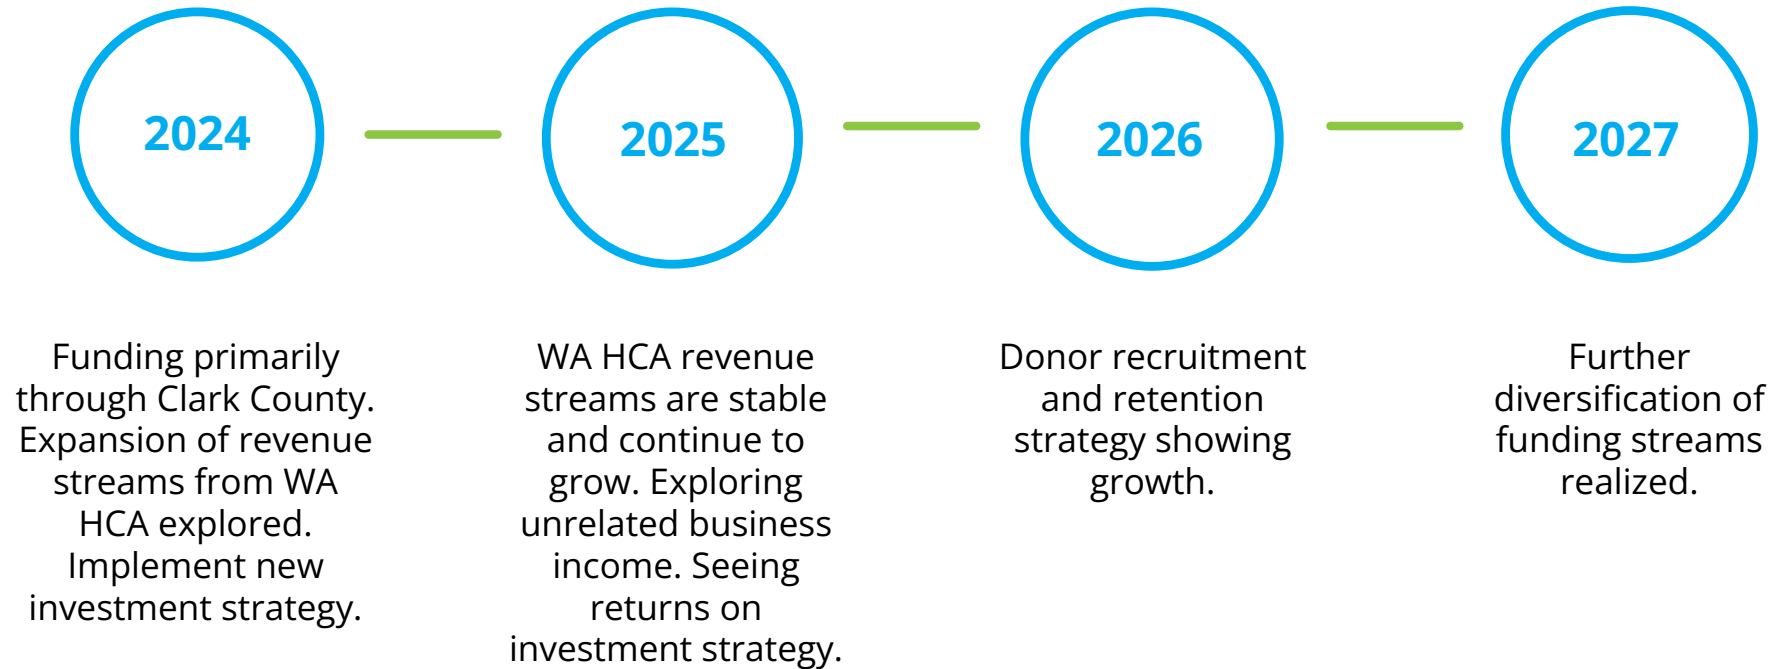 2024
Funding primarily
through Clark County.
Expansion of revenue
streams from WA
HCA explored.
Implement new
investment strategy.
2025
WA HCA revenue
streams are stable
and continue to
grow. Exploring
unrelated business
income. Seeing
returns on
investment strategy.
2026
Donor recruitment
and retention
strategy showing
growth.
2027
Further
diversification of
funding streams
realized.